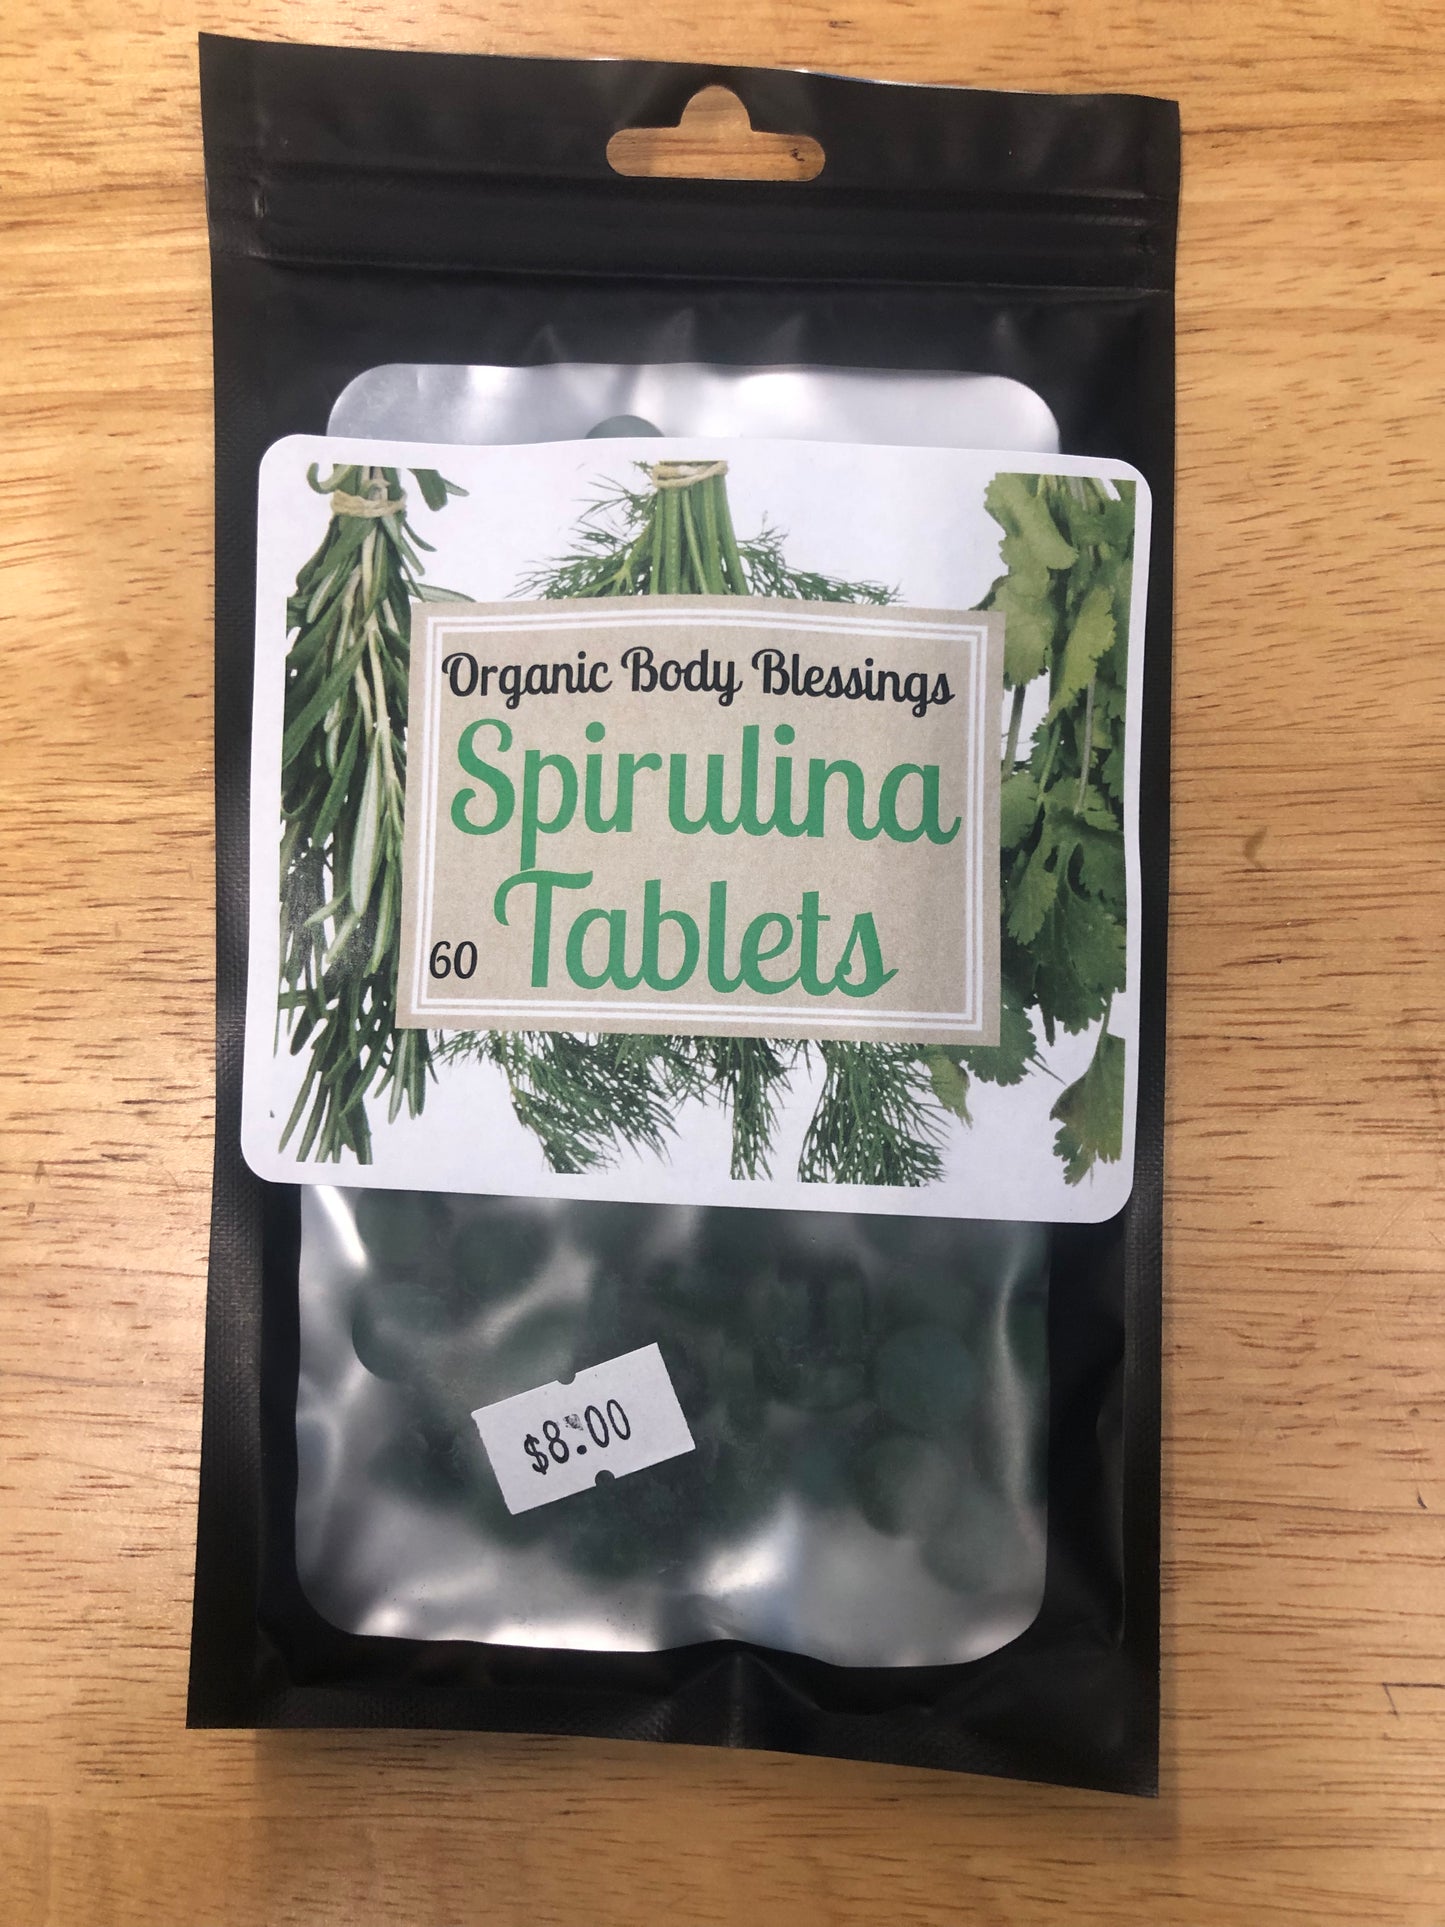 Organic Body Blessings
Spirulina
60 Tablets
$8.00